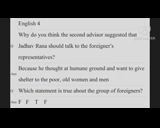 English 4
Why do you think the second advisor suggested that
Jadhav Rana should talk to the foreigner's
representatives?
Because he thought at humane ground and want to give
shelter to the poor, old women and men
Which statement is true about the group of foreigners?
F F T F